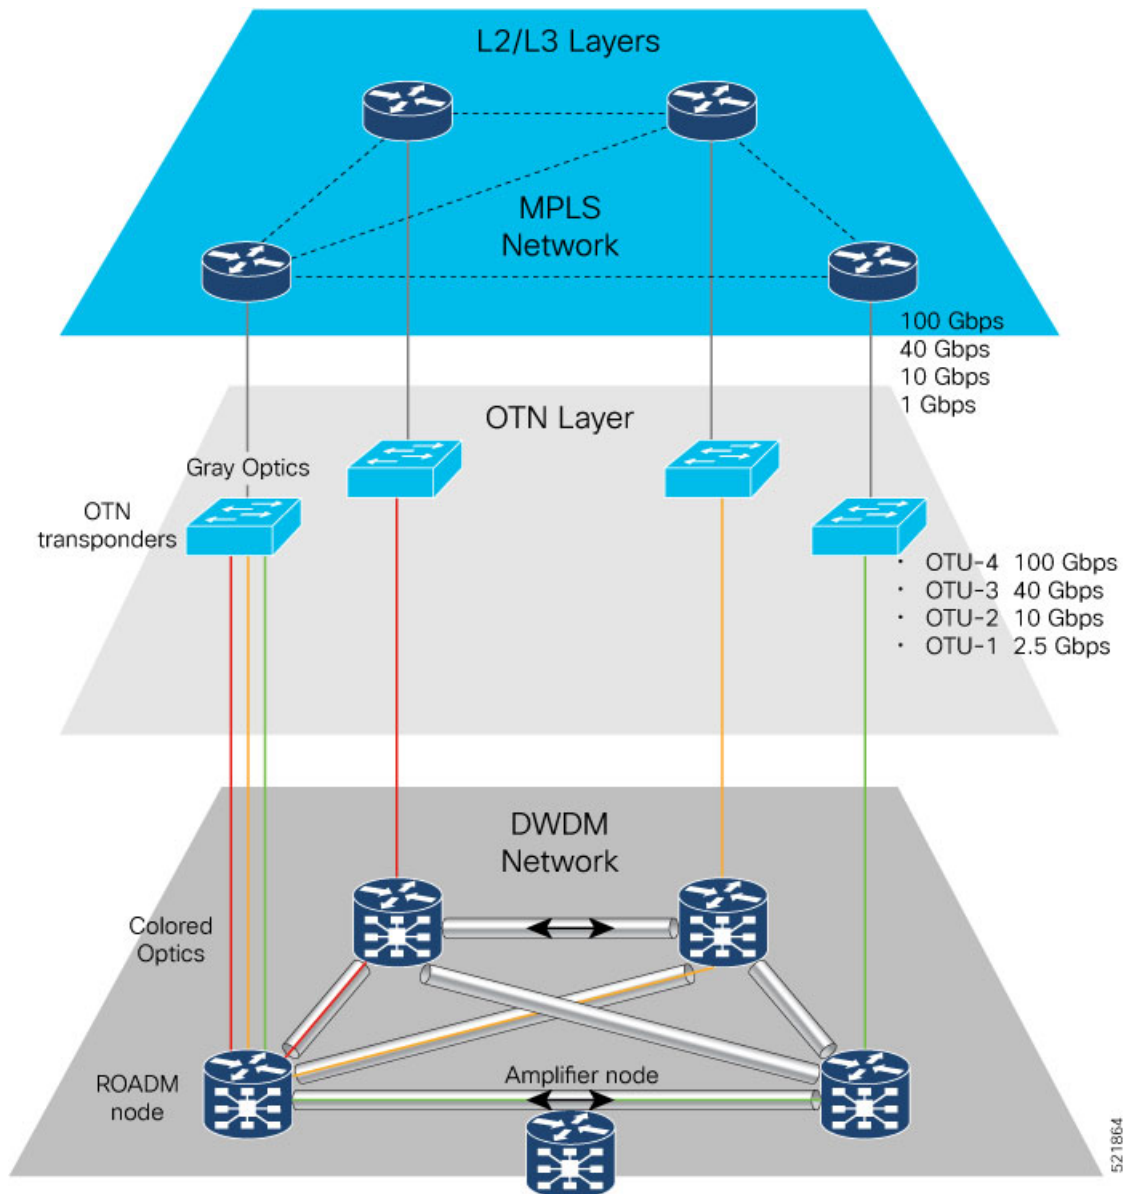 L2/L3 Layers
MPLS
Network
100 Gbps
40 Gbps
10 Gbps
1 Gbps
OTN Layer
Gray Optics
OTN
transponders
• OTU-4 100 Gbps
• OTU-3 40 Gbps
• OTU-2 10 Gbps
• OTU-1 2.5 Gbps
DWDM
Network
Colored
Optics
ROADM
node
Amplifier node
521864